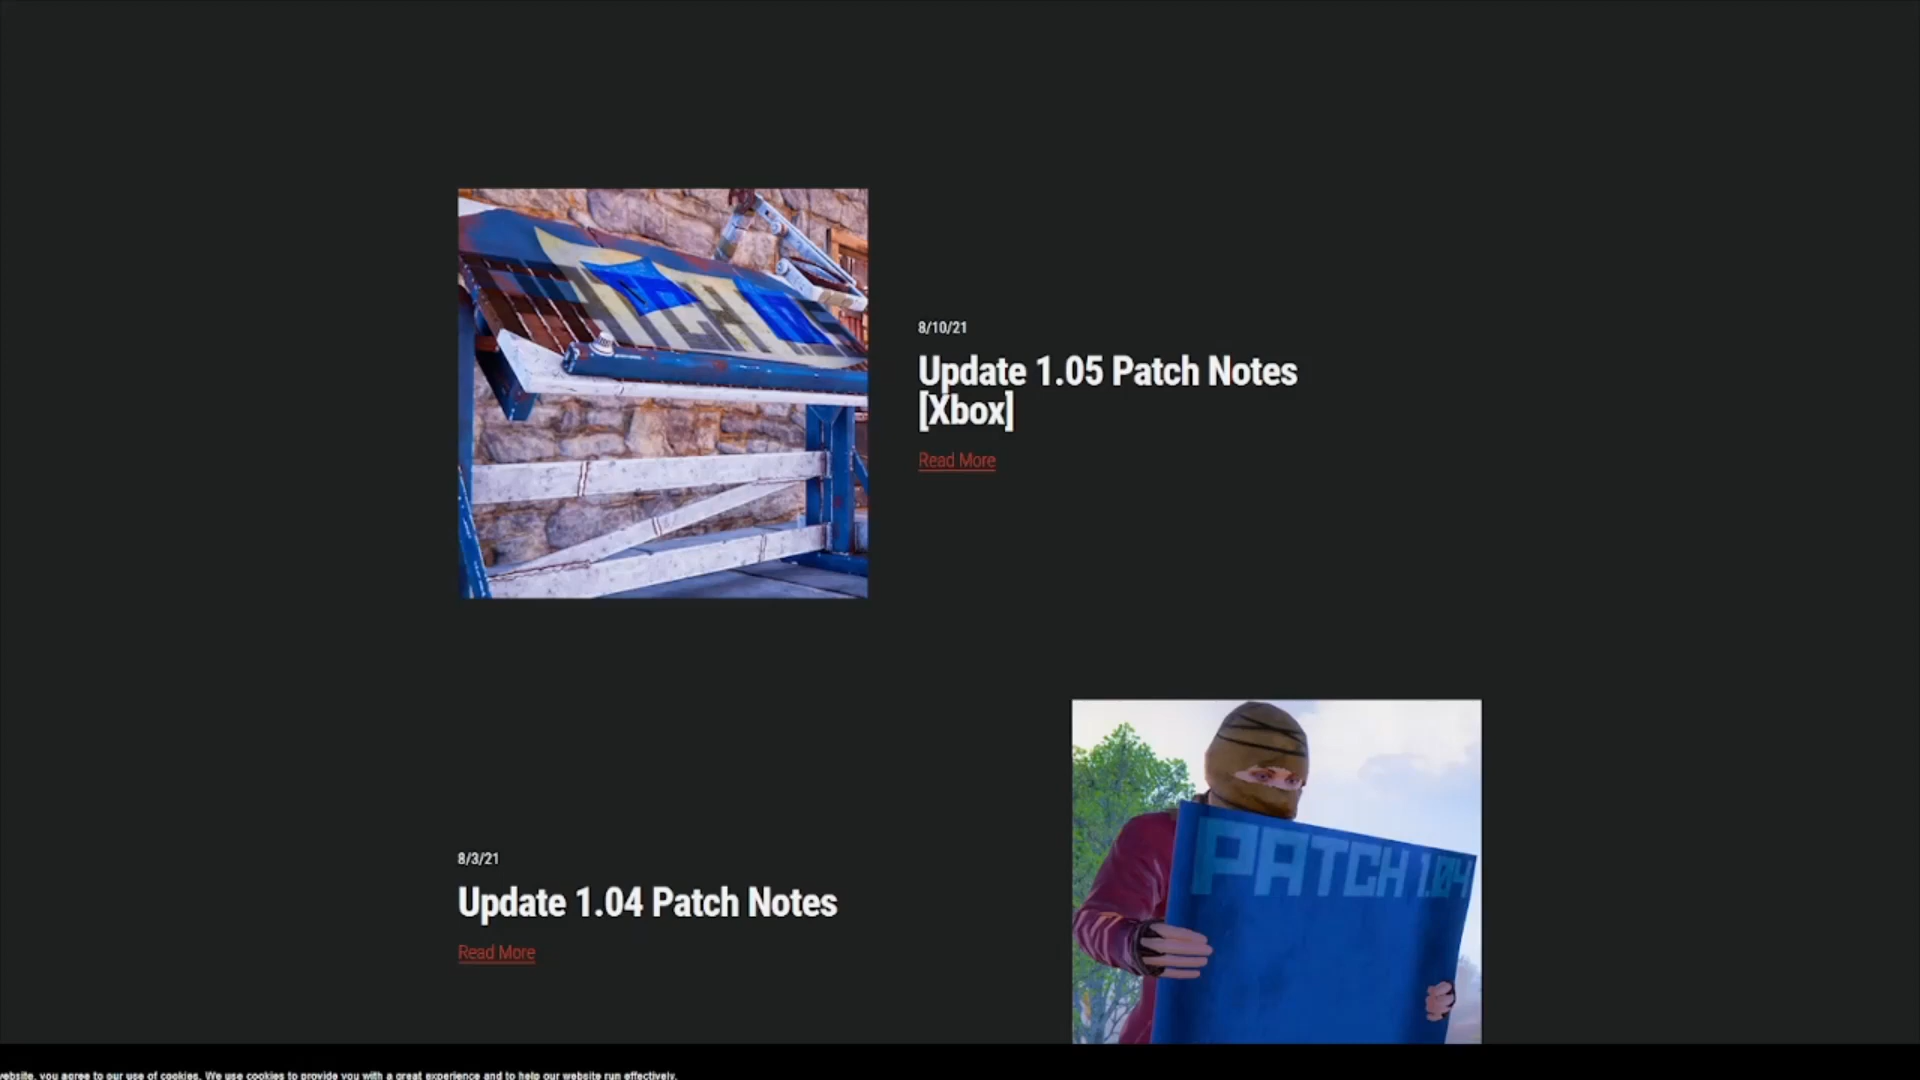 8/10/21
Update 1.05 Patch Notes
[Xbox]
Read More
8/3/21
Update 1.04 Patch Notes
Read More
PATCH 1.04
website, you agree to our use of cookies. We use cookies to provide you with a great experience and to help our website run effectively.